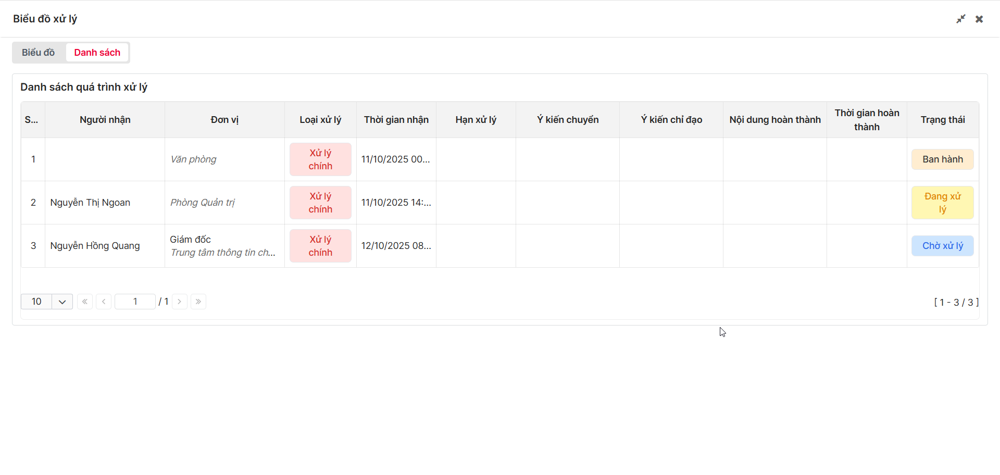 Biểu đồ xử lý
Biểu đồ Danh sách
Danh sách quá trình xử lý
S... Người nhận Đơn vị Loại xử lý Thời gian nhận Hạn xử lý Ý kiến chuyển Ý kiến chỉ đạo Nội dung hoàn thành Thời gian hoàn thành Trạng thái
1 Văn phòng Xử lý chính 11/10/2025 00... Ban hành
2 Nguyễn Thị Ngoan Phòng Quản trị Xử lý chính 11/10/2025 14:... Đang xử lý
3 Nguyễn Hồng Quang Giám đốc Trung tâm thông tin ch... Xử lý chính 12/10/2025 08... Chờ xử lý
10 « ‹ 1 / 1 › » [ 1 - 3 / 3 ]